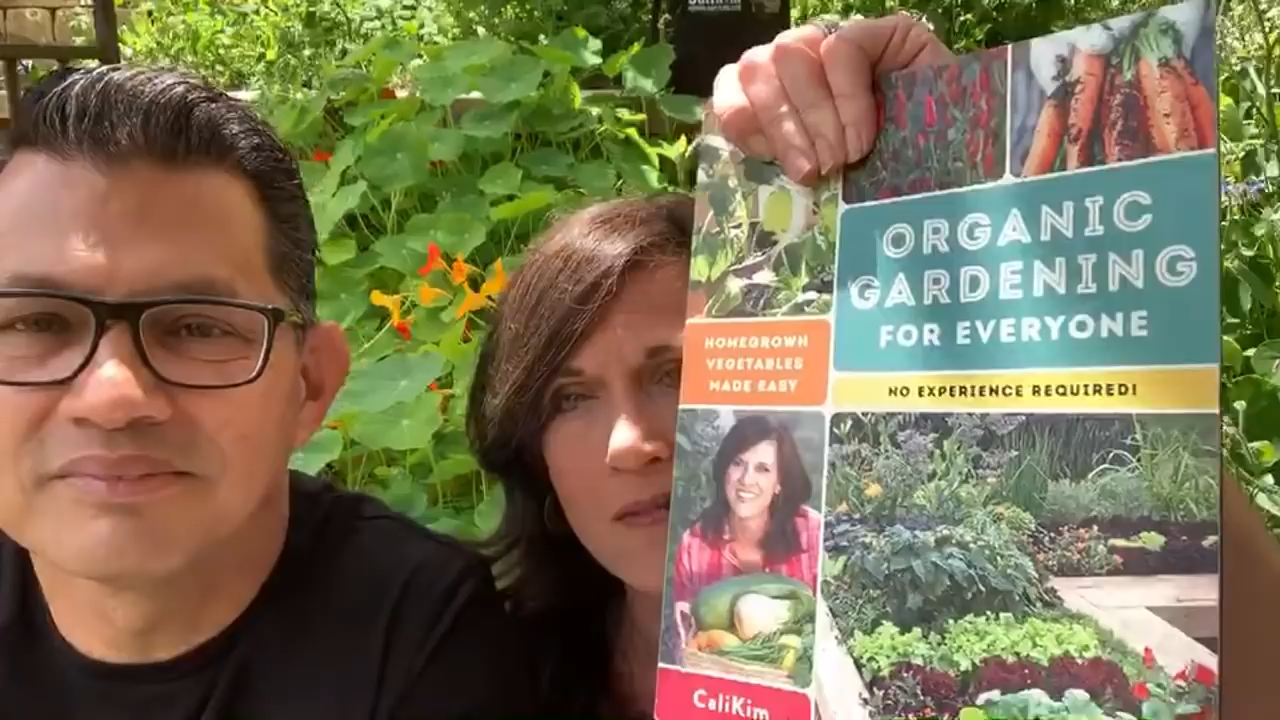 ORGANIC
GARDENING
FOR EVERYONE
HOMEGROWN
VEGETABLES
MADE EASY
NO EXPERIENCE REQUIRED!
CaliKim